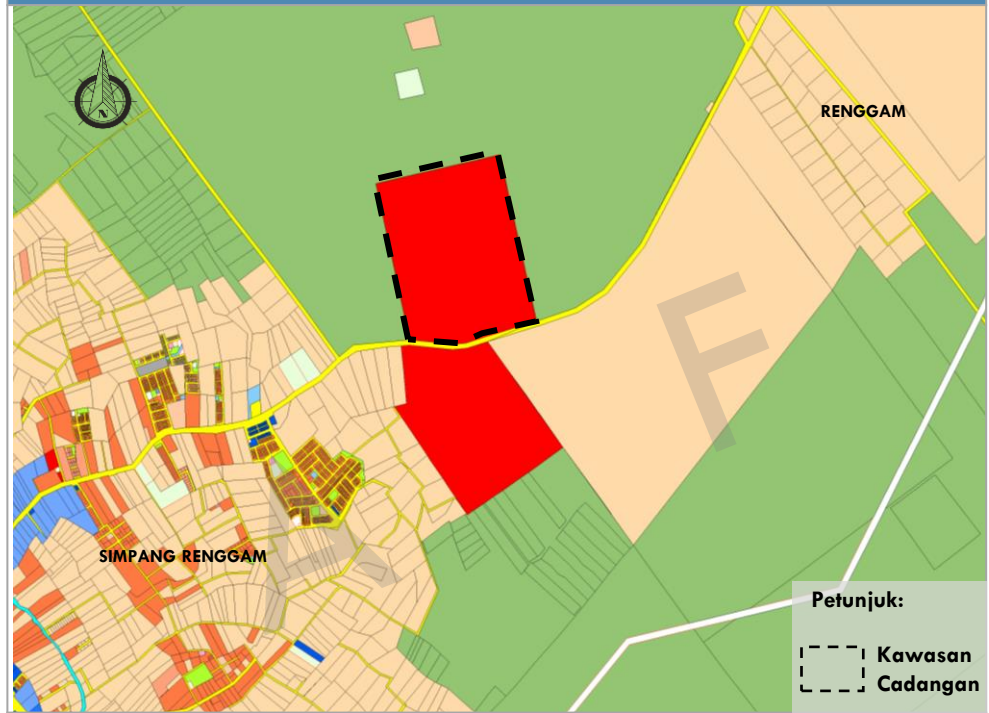 N
RENGGAM
F
SIMPANG RENGGAM
A
Petunjuk:
Kawasan
Cadangan